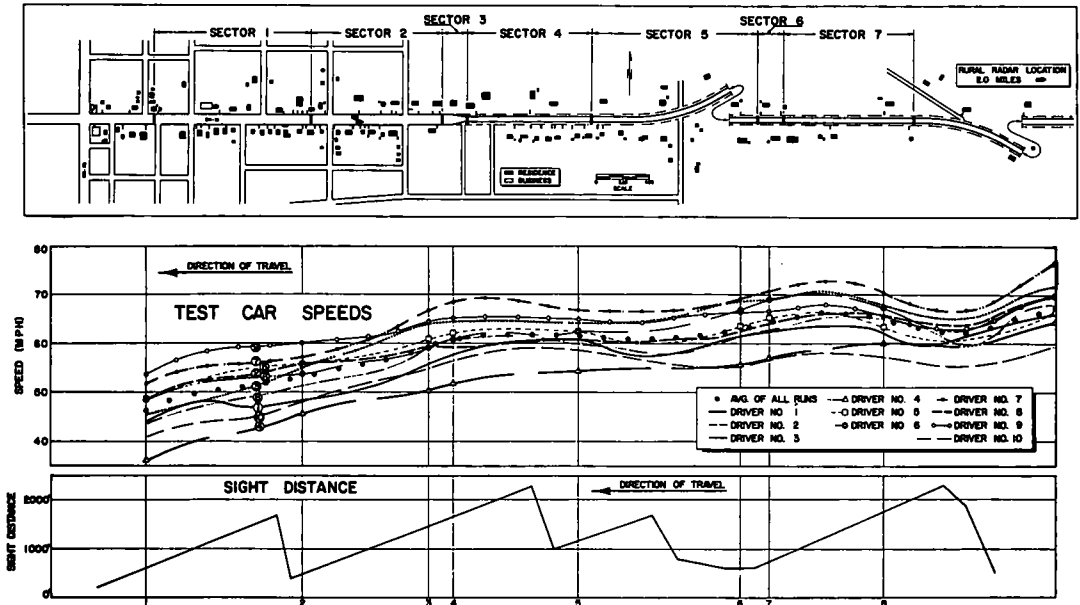 SECTOR 3
SECTOR 6
SECTOR 1
SECTOR 2
SECTOR 4
SECTOR 5
SECTOR 7
RURAL RADAR LOCATION
2.0 MILES
RESIDENCE
BUSINESS
SCALE
80
DIRECTION OF TRAVEL
70
TEST CAR SPEEDS
60
SPEED (MPH)
50
AVG. OF ALL RUNS
DRIVER NO. 4
DRIVER NO. 7
DRIVER NO 1
DRIVER NO. 5
DRIVER NO. 8
DRIVER NO. 2
DRIVER NO 6
DRIVER NO. 9
DRIVER NO. 3
DRIVER NO. 10
40
SIGHT DISTANCE
DIRECTION OF TRAVEL
2000'
SIGHT DISTANCE
1000'
0'
1 2 3 4 5 6 7 8